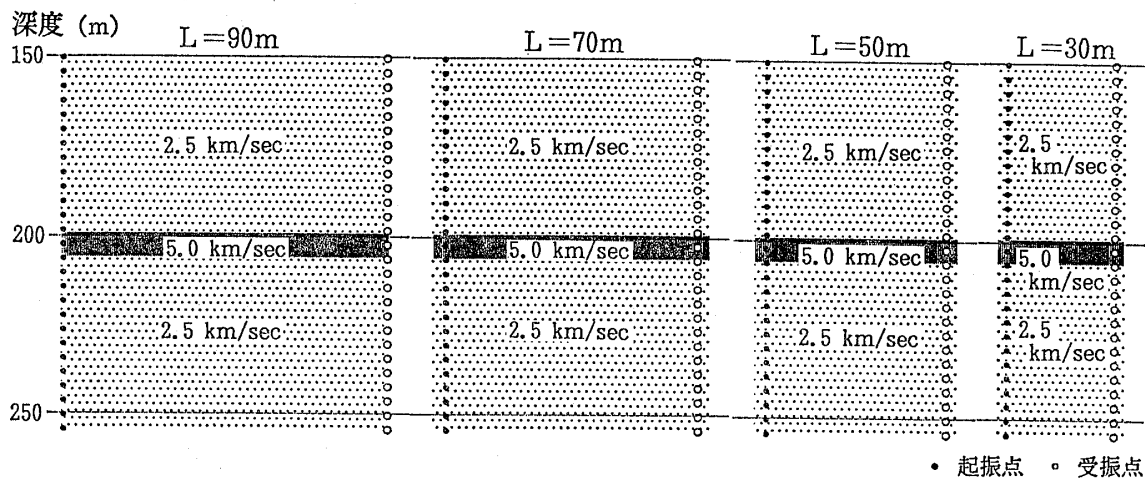 深度 (m)
L=90m L=70m L=50m L=30m
150
2.5 km/sec 2.5 km/sec 2.5 km/sec 2.5
km/sec
200
5.0 km/sec 5.0 km/sec 5.0 km/sec 5.0
km/sec
2.5 km/sec 2.5 km/sec 2.5 km/sec 2.5
km/sec
250
• 起振点 ∘ 受振点